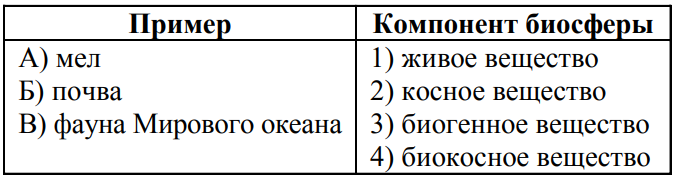 Пример
Компонент биосферы
А) мел
1) живое вещество
Б) почва
2) косное вещество
В) фауна Мирового океана
3) биогенное вещество
4) биокосное вещество